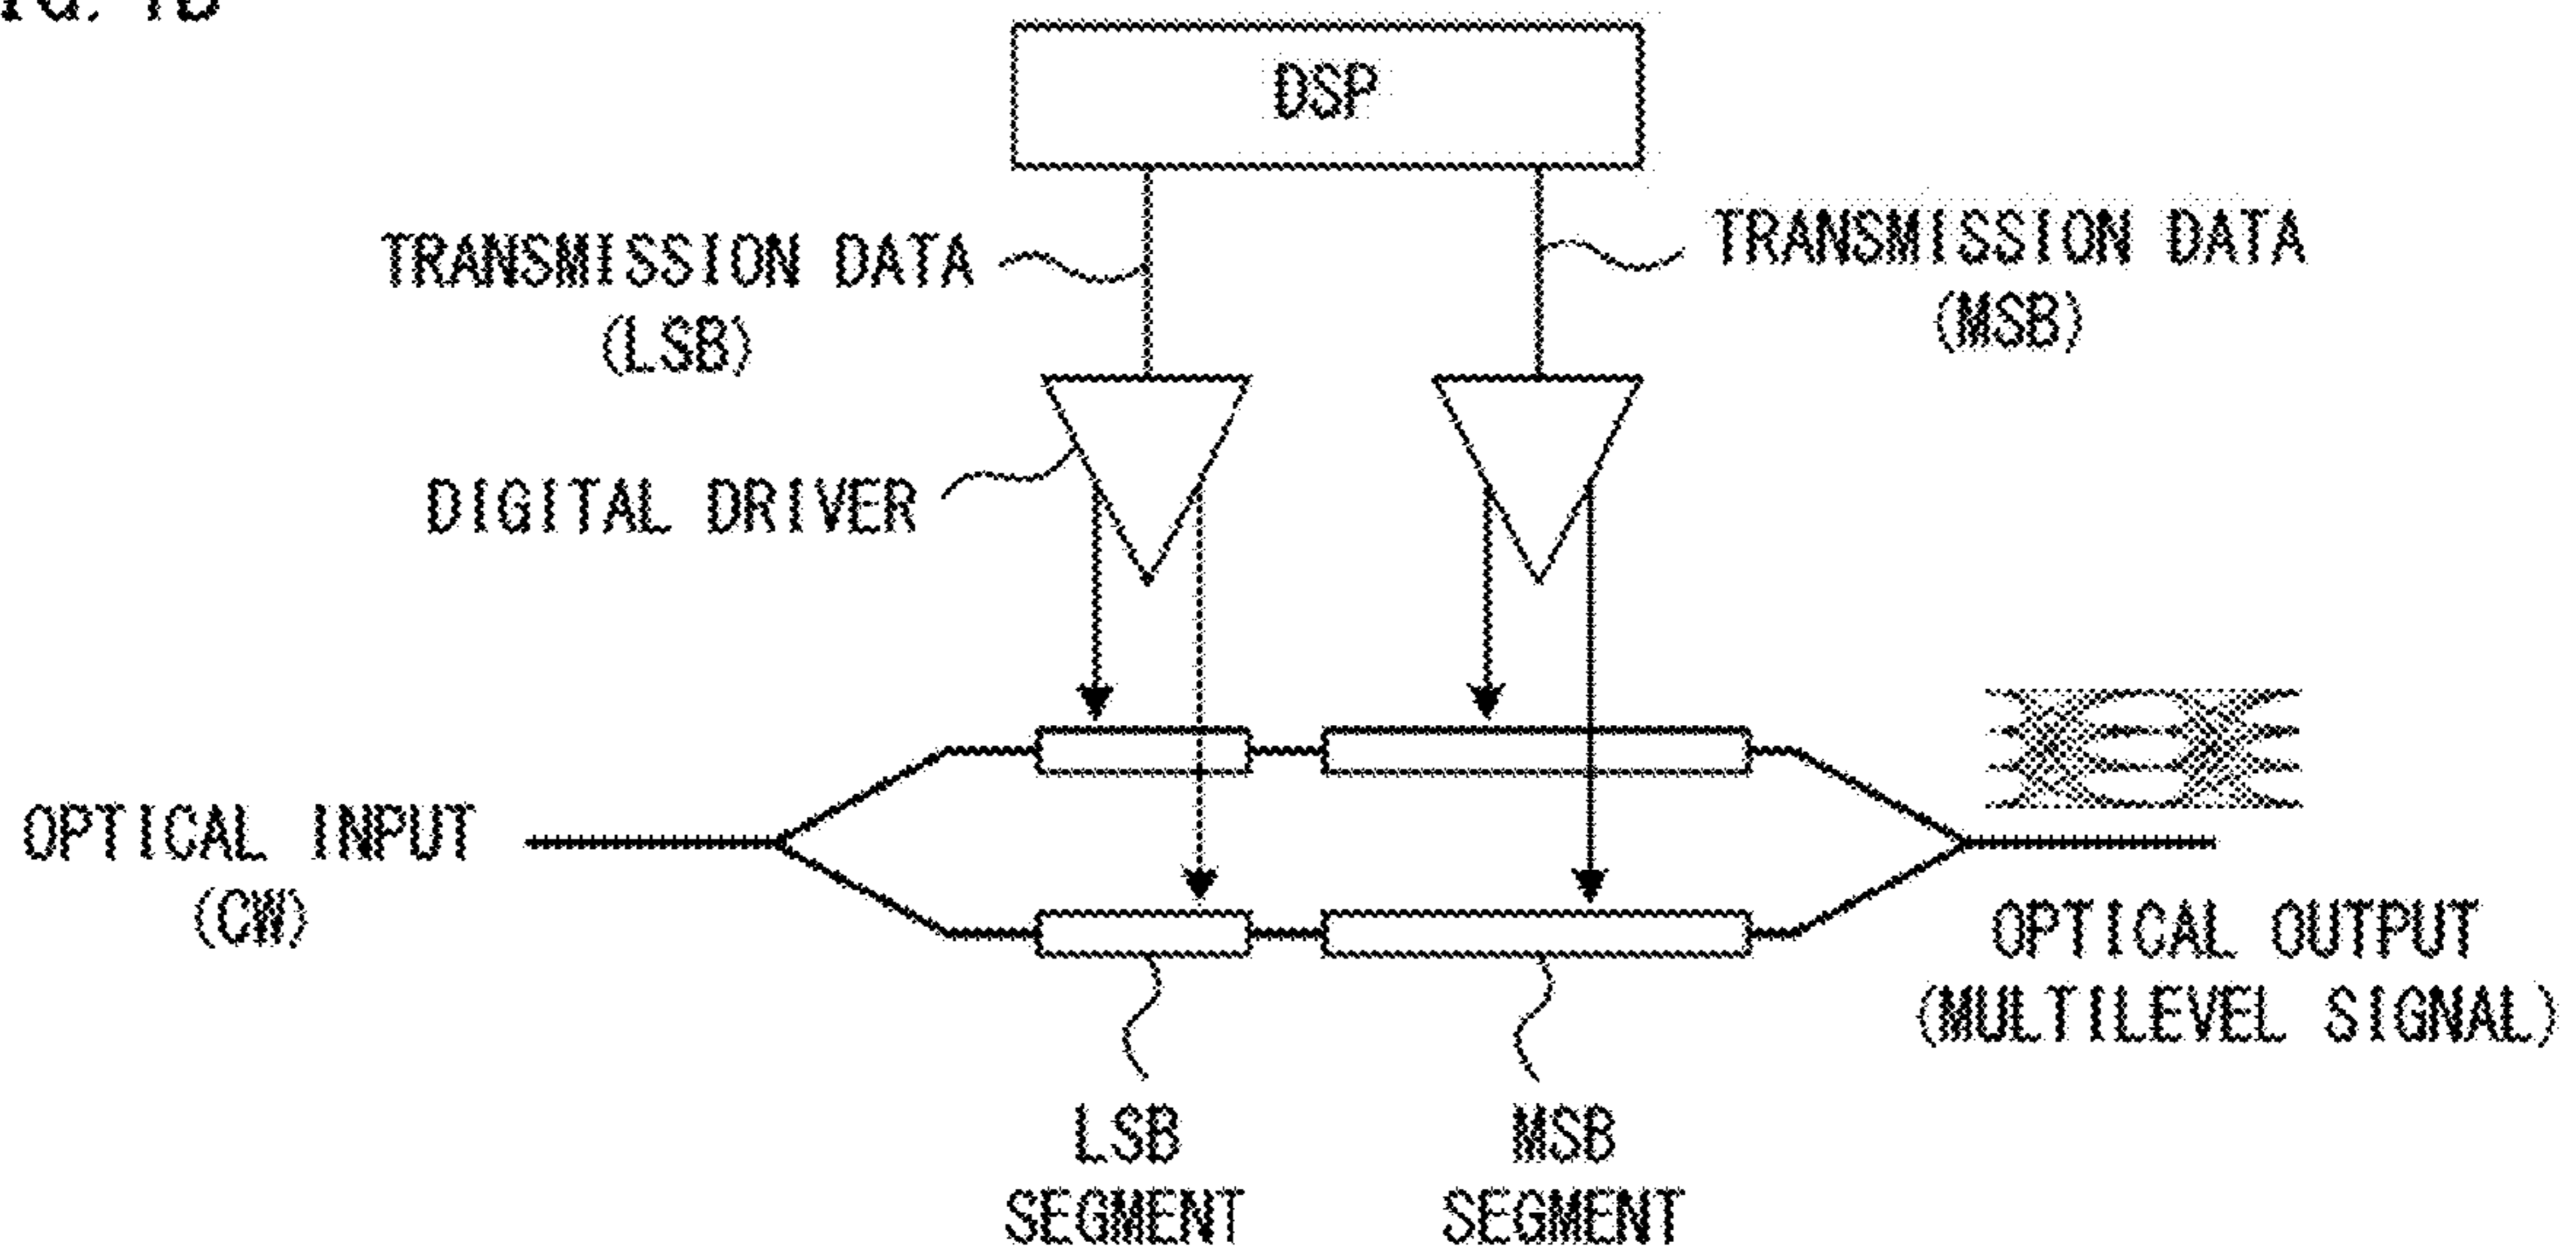 DSP
TRANSMISSION DATA
(LSB)
TRANSMISSION DATA
(MSB)
DIGITAL DRIVER
OPTICAL INPUT
(CW)
OPTICAL OUTPUT
(MULTILEVEL SIGNAL)
LSB
SEGMENT
MSB
SEGMENT